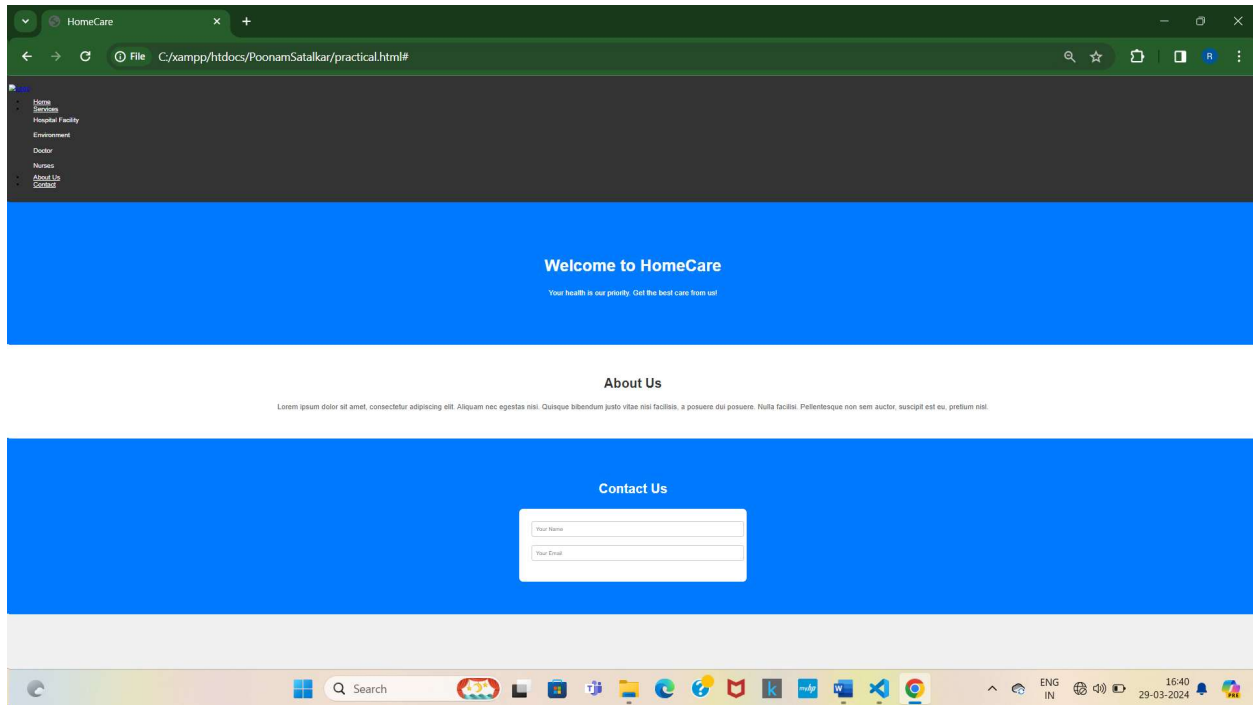 HomeCare
File C:/xampp/htdocs/PoonamSatalkar/practical.html#
R
Home
Services
Hospital Facility
Environment
Doctor
Nurses
About Us
Contact
Welcome to HomeCare
Your health is our priority. Get the best care from us!
About Us
Lorem ipsum dolor sit amet, consectetur adipiscing elit. Aliquam nec egestas nisi. Quisque bibendum justo vitae nisi facilisis, a posuere dui posuere. Nulla facilisi. Pellentesque non sem auctor, suscipit est eu, pretium nisl.
Contact Us
Your Name
Your Email
Search
ENG
IN
16:40
29-03-2024
PRE